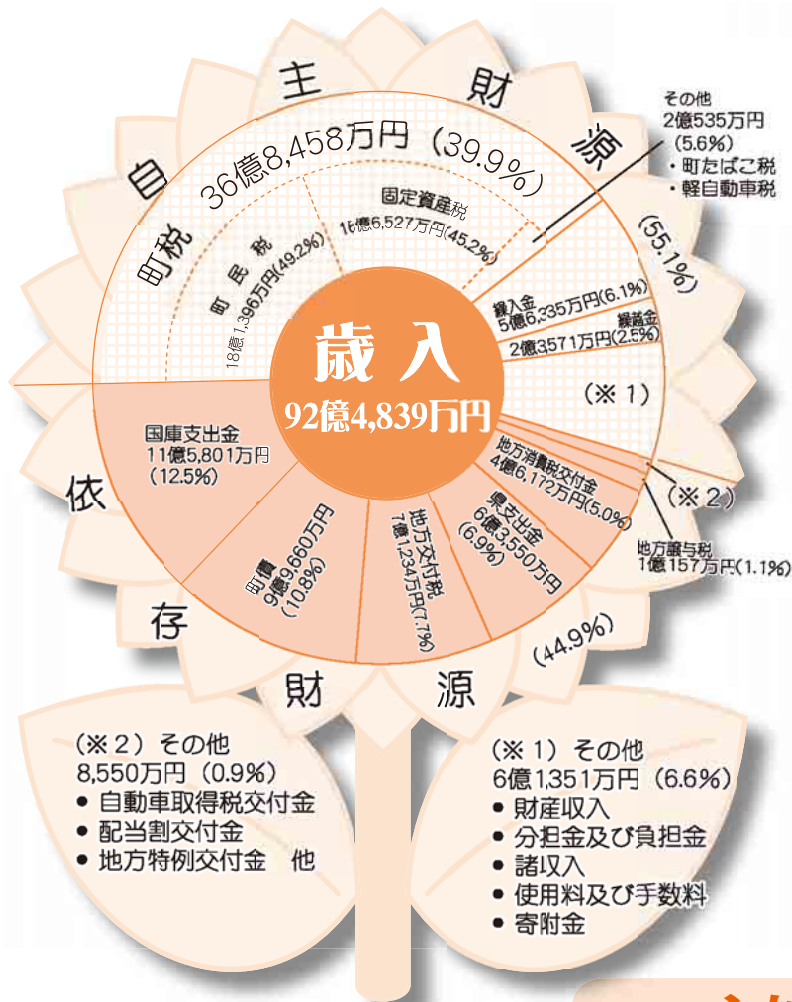 自主財源
(55.1%)
町税 36億8,458万円 (39.9%)
町民税
18億1,396万円(49.2%)
固定資産税
16億6,527万円(45.2%)
その他
2億535万円
(5.6%)
・町たばこ税
・軽自動車税
繰入金
5億6,335万円(6.1%)
繰越金
2億3571万円(2.5%)
(※1)
歳入
92億4,839万円
(※2)
地方譲与税
1億157万円(1.1%)
地方消費税交付金
4億6,172万円(5.0%)
県支出金
6億3,550万円
(6.9%)
地方交付税
7億1,234万円(7.7%)
町債
9億9,660万円
(10.8%)
国庫支出金
11億5,801万円
(12.5%)
依存財源
(44.9%)
(※2) その他
8,550万円 (0.9%)
• 自動車取得税交付金
• 配当割交付金
• 地方特例交付金 他
(※1) その他
6億1,351万円 (6.6%)
• 財産収入
• 分担金及び負担金
• 諸収入
• 使用料及び手数料
• 寄附金